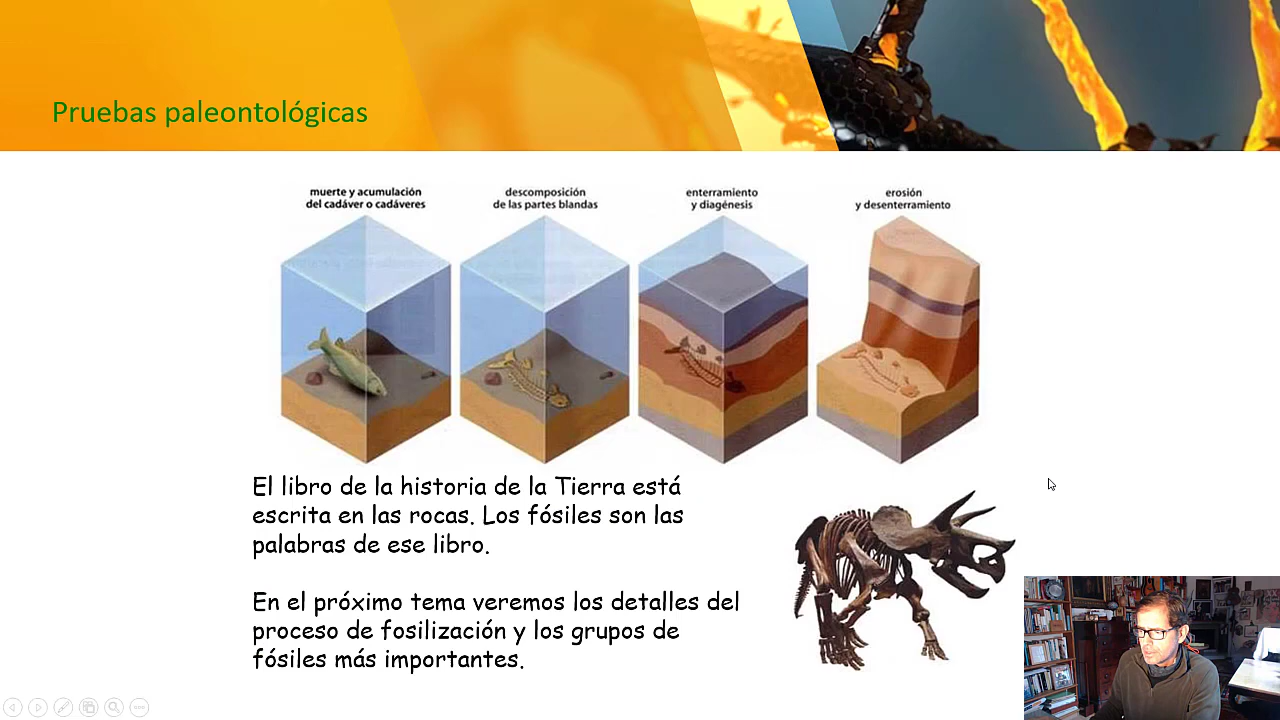 Pruebas paleontológicas
muerte y acumulación
del cadáver o cadáveres
descomposición
de las partes blandas
enterramiento
y diagénesis
erosión
y desenterramiento
El libro de la historia de la Tierra está
escrita en las rocas. Los fósiles son las
palabras de ese libro.
En el próximo tema veremos los detalles del
proceso de fosilización y los grupos de
fósiles más importantes.